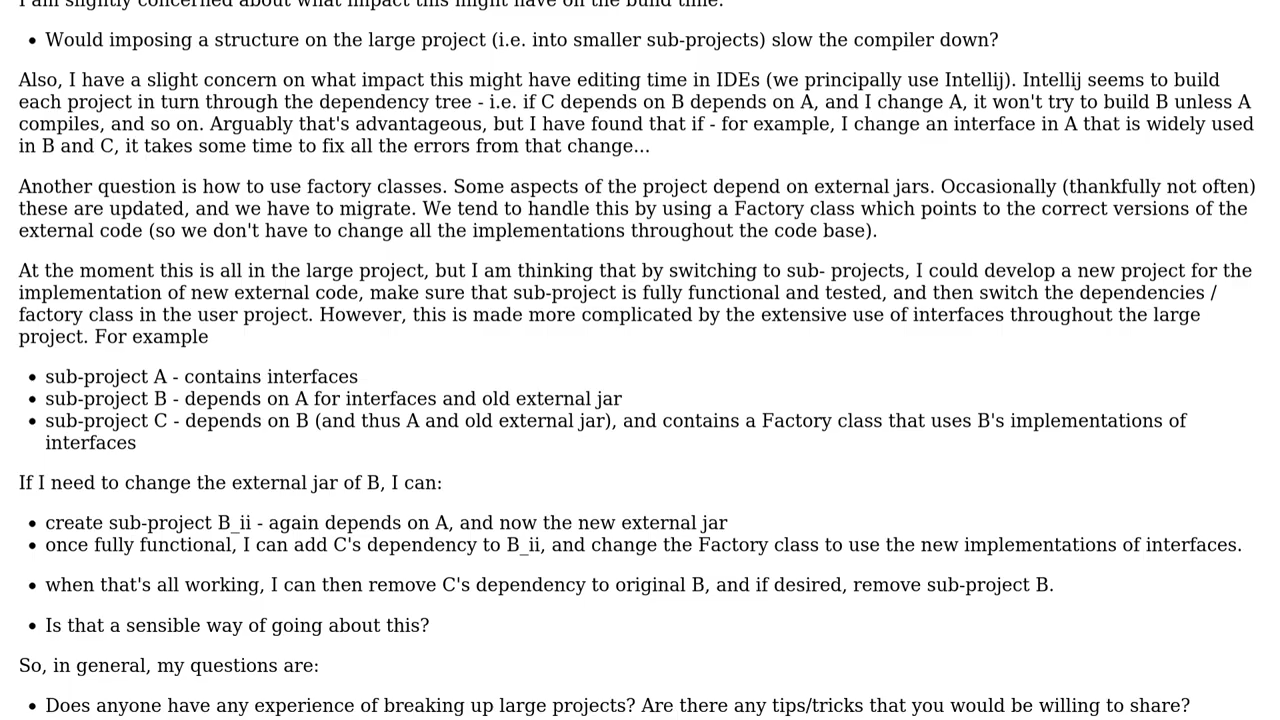 I am slightly concerned about what impact this might have on the build time.
• Would imposing a structure on the large project (i.e. into smaller sub-projects) slow the compiler down?
Also, I have a slight concern on what impact this might have editing time in IDEs (we principally use Intellij). Intellij seems to build
each project in turn through the dependency tree - i.e. if C depends on B depends on A, and I change A, it won't try to build B unless A
compiles, and so on. Arguably that's advantageous, but I have found that if - for example, I change an interface in A that is widely used
in B and C, it takes some time to fix all the errors from that change...
Another question is how to use factory classes. Some aspects of the project depend on external jars. Occasionally (thankfully not often)
these are updated, and we have to migrate. We tend to handle this by using a Factory class which points to the correct versions of the
external code (so we don't have to change all the implementations throughout the code base).
At the moment this is all in the large project, but I am thinking that by switching to sub- projects, I could develop a new project for the
implementation of new external code, make sure that sub-project is fully functional and tested, and then switch the dependencies /
factory class in the user project. However, this is made more complicated by the extensive use of interfaces throughout the large
project. For example
• sub-project A - contains interfaces
• sub-project B - depends on A for interfaces and old external jar
• sub-project C - depends on B (and thus A and old external jar), and contains a Factory class that uses B's implementations of
interfaces
If I need to change the external jar of B, I can:
• create sub-project B_ii - again depends on A, and now the new external jar
• once fully functional, I can add C's dependency to B_ii, and change the Factory class to use the new implementations of interfaces.
• when that's all working, I can then remove C's dependency to original B, and if desired, remove sub-project B.
• Is that a sensible way of going about this?
So, in general, my questions are:
• Does anyone have any experience of breaking up large projects? Are there any tips/tricks that you would be willing to share?